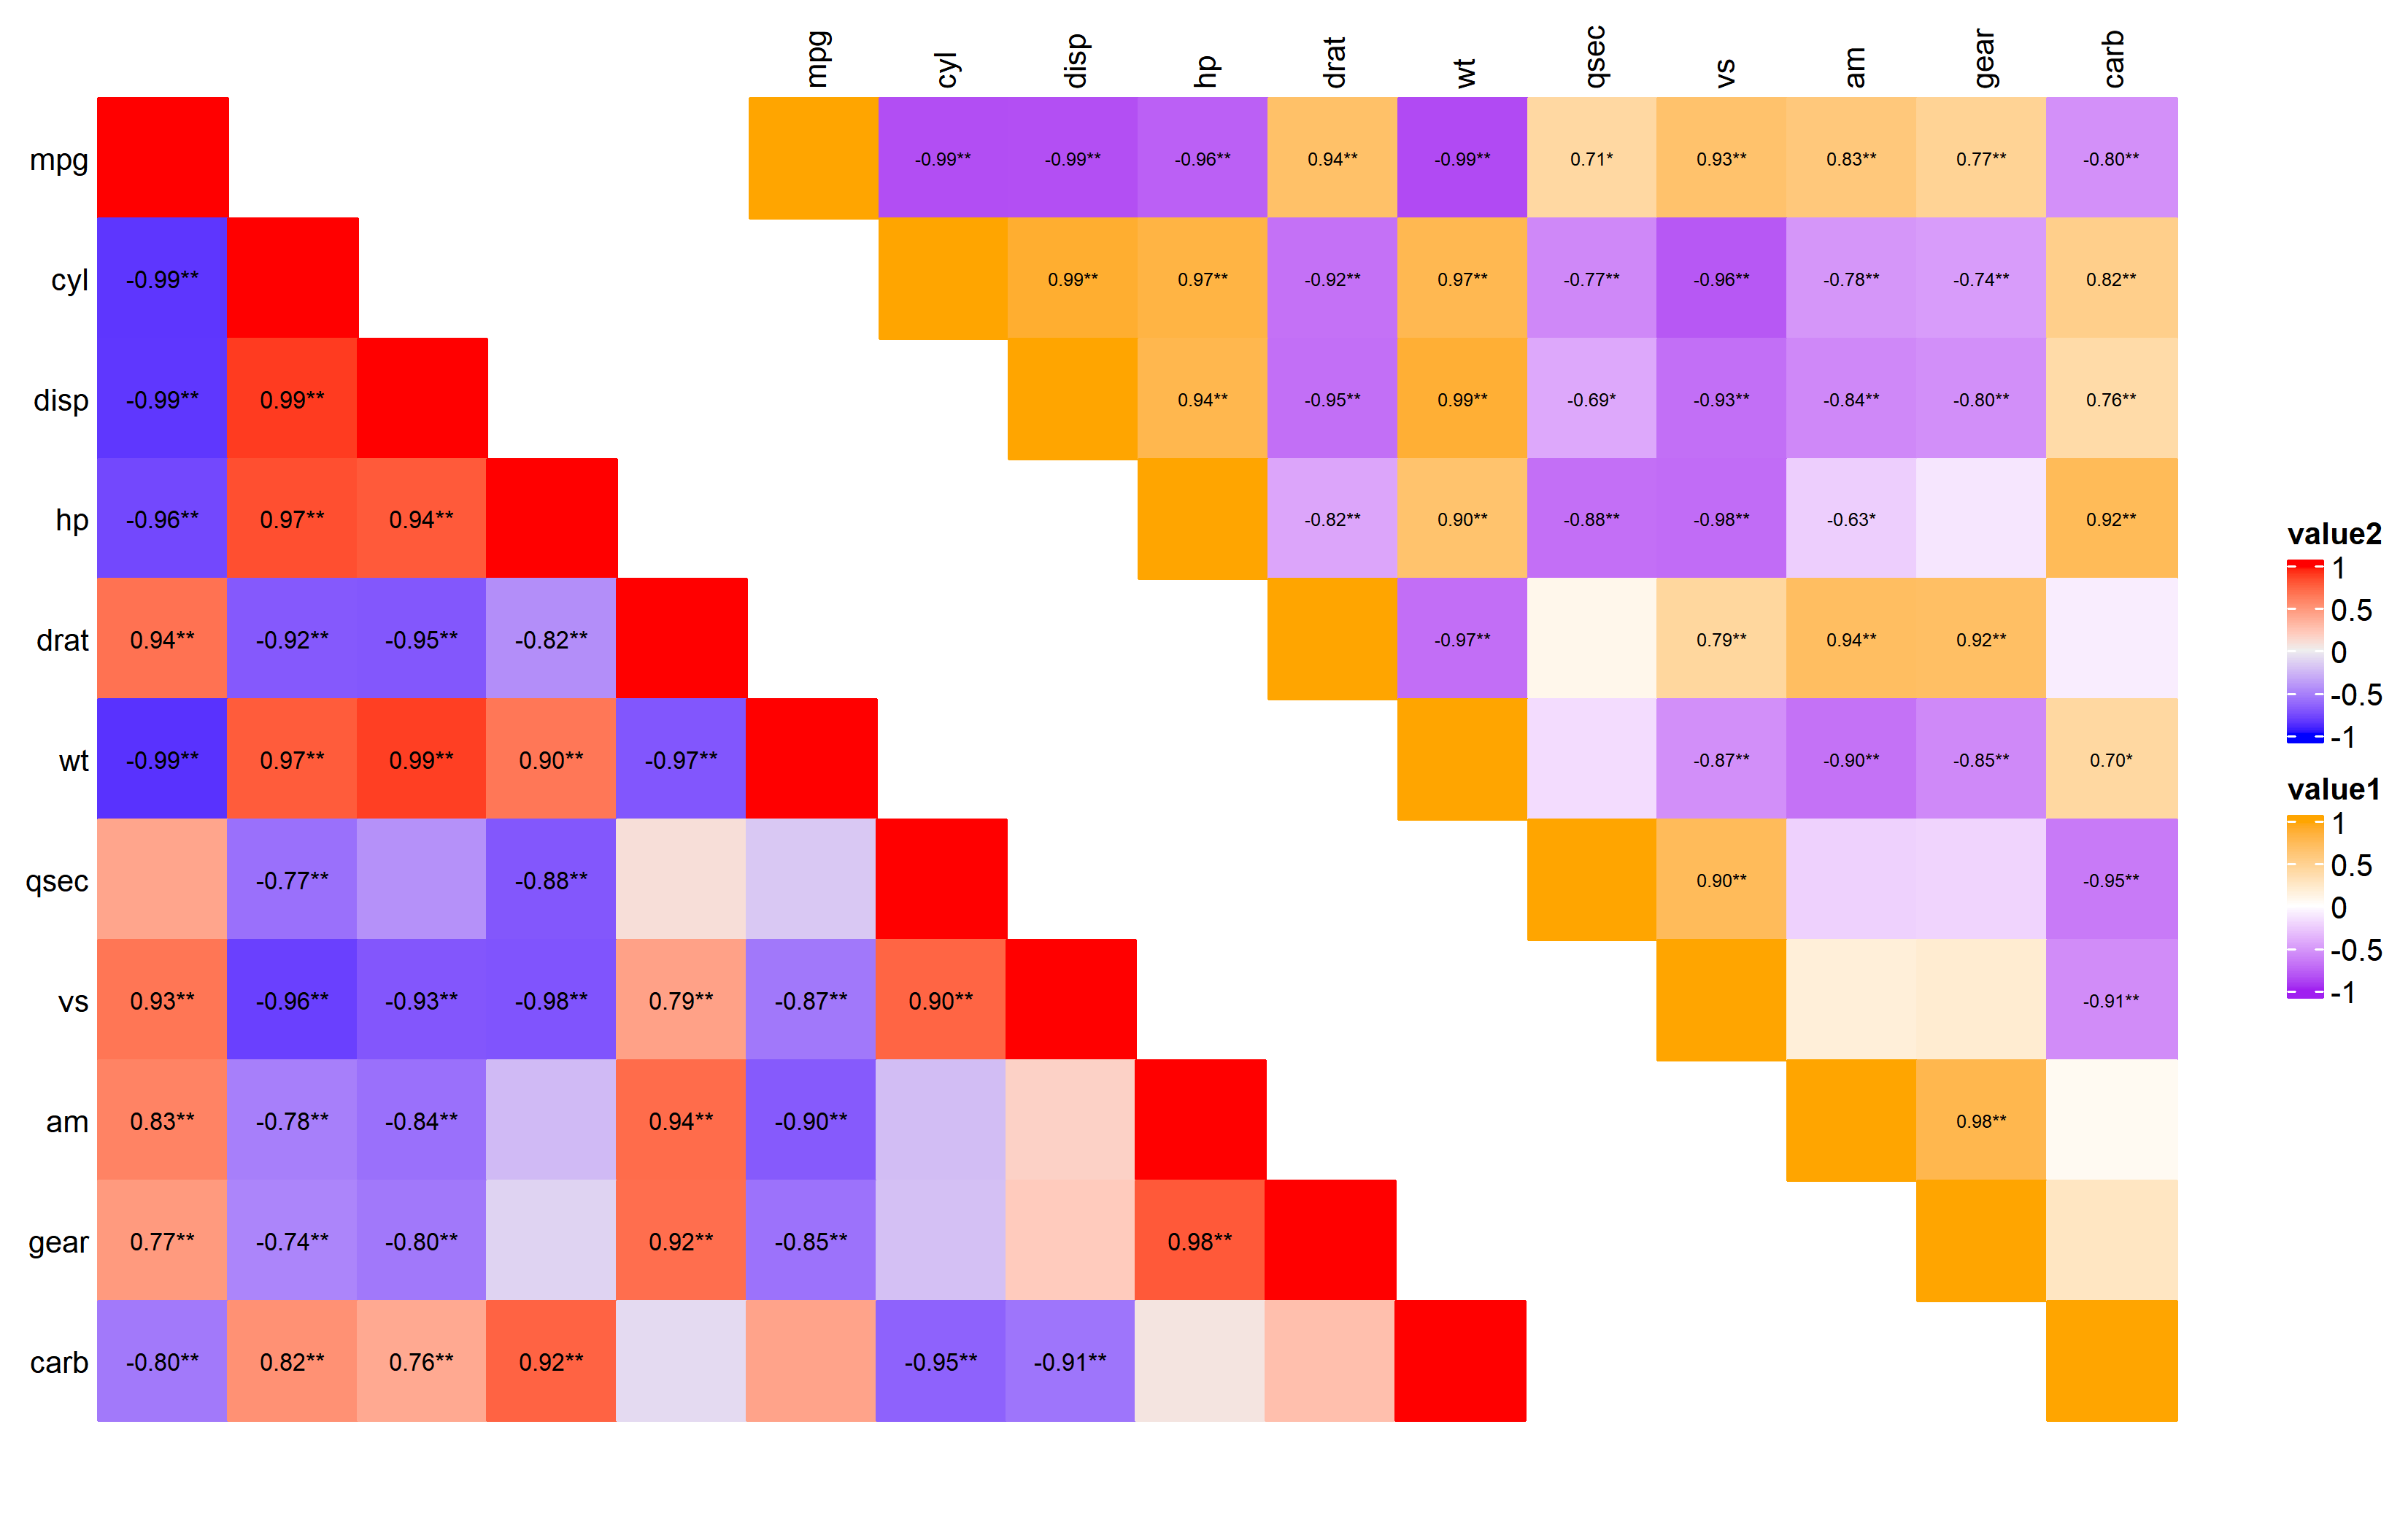 mpg cyl disp hp drat wt qsec vs am gear carb
mpg -0.99** -0.99** -0.96** 0.94** -0.99** 0.71* 0.93** 0.83** 0.77** -0.80**
cyl -0.99** 0.99** 0.97** -0.92** 0.97** -0.77** -0.96** -0.78** -0.74** 0.82**
disp -0.99** 0.99** 0.94** -0.95** 0.99** -0.69* -0.93** -0.84** -0.80** 0.76**
hp -0.96** 0.97** 0.94** -0.82** 0.90** -0.88** -0.98** -0.63* 0.92**
drat 0.94** -0.92** -0.95** -0.82** -0.97** 0.79** 0.94** 0.92**
wt -0.99** 0.97** 0.99** 0.90** -0.97** -0.87** -0.90** -0.85** 0.70*
qsec -0.77** -0.88** 0.90** -0.95**
vs 0.93** -0.96** -0.93** -0.98** 0.79** -0.87** 0.90** -0.91**
am 0.83** -0.78** -0.84** 0.94** -0.90** 0.98**
gear 0.77** -0.74** -0.80** 0.92** -0.85** 0.98**
carb -0.80** 0.82** 0.76** 0.92** -0.95** -0.91**
value2
1
0.5
0
-0.5
-1
value1
1
0.5
0
-0.5
-1